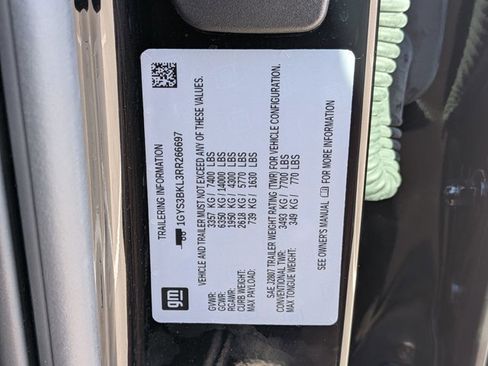 gm
TRAILERING INFORMATION
1GYS3BKL3RR266697
VEHICLE AND TRAILER MUST NOT EXCEED ANY OF THESE VALUES.
GVWR: 3357 KG / 7400 LBS
GCWR: 6350 KG / 14000 LBS
RGAWR: 1950 KG / 4300 LBS
CURB WEIGHT: 2618 KG / 5770 LBS
MAX PAYLOAD: 739 KG / 1630 LBS
SAE J2807 TRAILER WEIGHT RATING (TWR) FOR VEHICLE CONFIGURATION.
CONVENTIONAL TWR: 3493 KG / 7700 LBS
MAX TONGUE WEIGHT: 349 KG / 770 LBS
SEE OWNER'S MANUAL FOR MORE INFORMATION